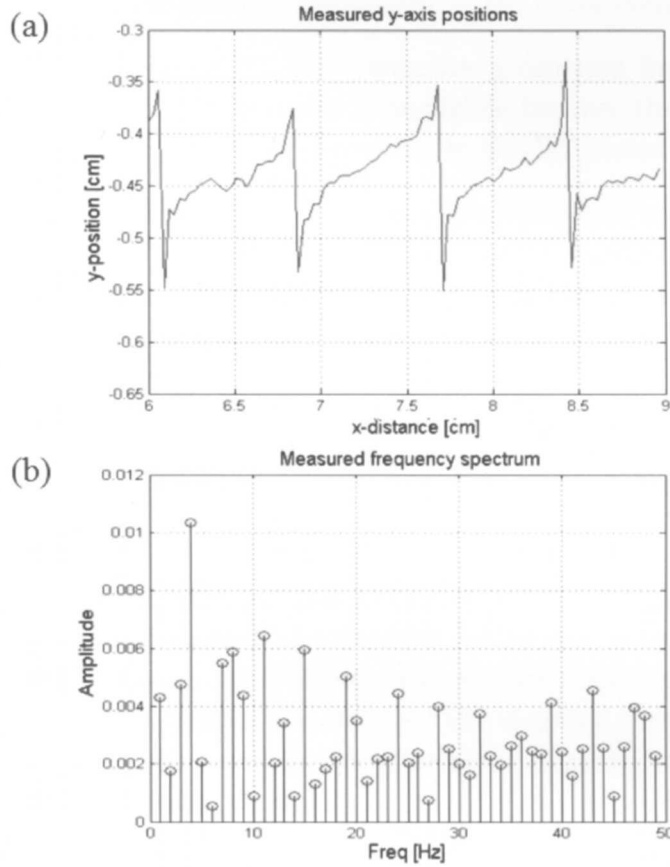 (a)
Measured y-axis positions
y-position [cm]
-0.3
-0.35
-0.4
-0.45
-0.5
-0.55
-0.6
-0.65
6 6.5 7 7.5 8 8.5 9
x-distance [cm]
(b)
Measured frequency spectrum
Amplitude
0.012
0.01
0.008
0.006
0.004
0.002
0
0 10 20 30 40 50
Freq [Hz]